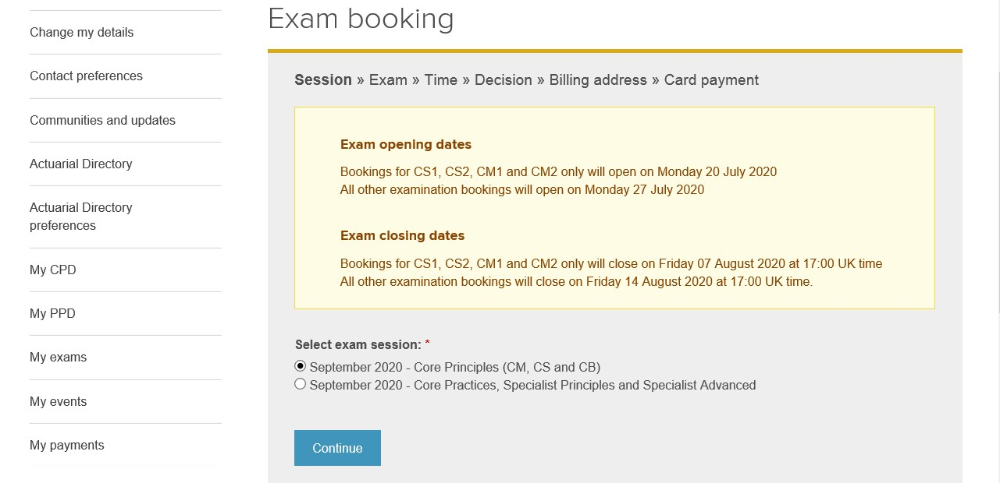 Change my details
Contact preferences
Communities and updates
Actuarial Directory
Actuarial Directory
preferences
My CPD
My PPD
My exams
My events
My payments
Exam booking
Session » Exam » Time » Decision » Billing address » Card payment
Exam opening dates
Bookings for CS1, CS2, CM1 and CM2 only will open on Monday 20 July 2020
All other examination bookings will open on Monday 27 July 2020
Exam closing dates
Bookings for CS1, CS2, CM1 and CM2 only will close on Friday 07 August 2020 at 17:00 UK time
All other examination bookings will close on Friday 14 August 2020 at 17:00 UK time.
Select exam session: *
September 2020 - Core Principles (CM, CS and CB)
September 2020 - Core Practices, Specialist Principles and Specialist Advanced
Continue